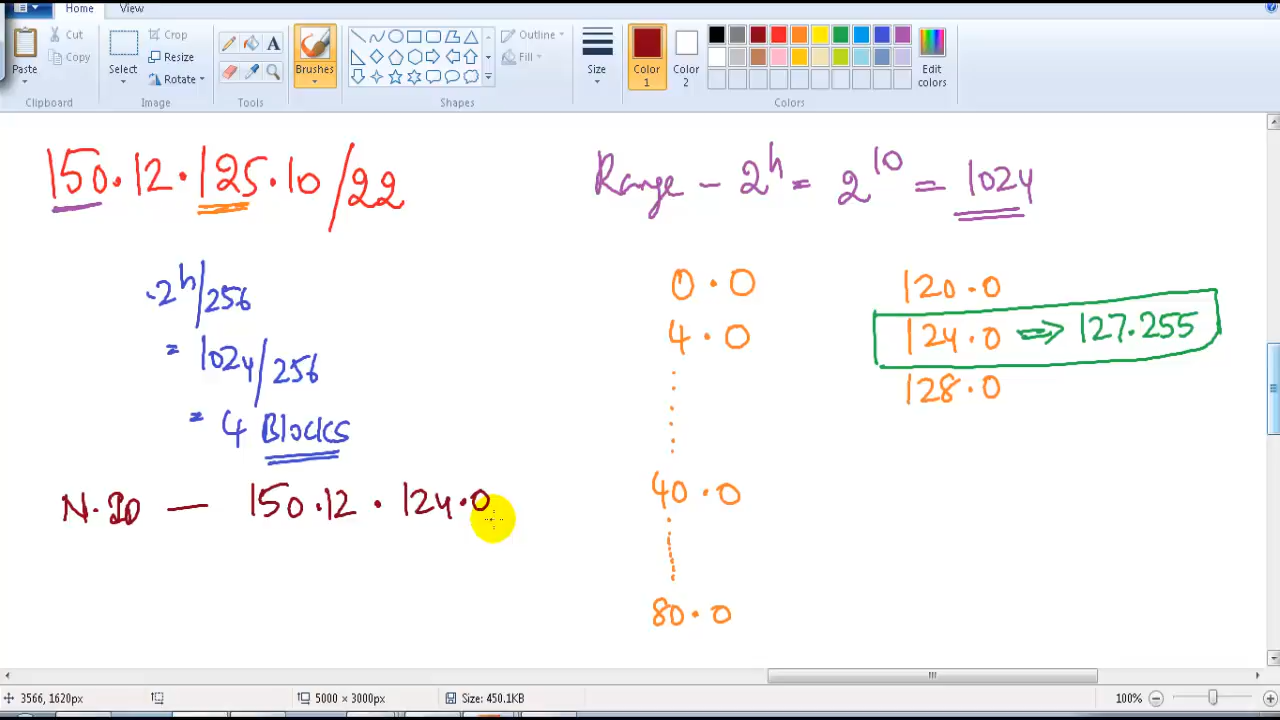 Home View
Paste
Cut
Copy
Clipboard
Select
Crop
Resize
Rotate
Image
Tools
Brushes
Outline
Fill
Shapes
Size
Color 1
Color 2
Edit colors
Colors
150.12.125.10/22
Range - 2^h = 2^10 = 1024
.2^h/256
= 1024/256
= 4 Blocks
N.ID — 150.12.124.0
0.0
4.0
40.0
80.0
120.0
124.0 ⇒ 127.255
128.0
3566, 1620px
5000 × 3000px
Size: 450.1KB
100%